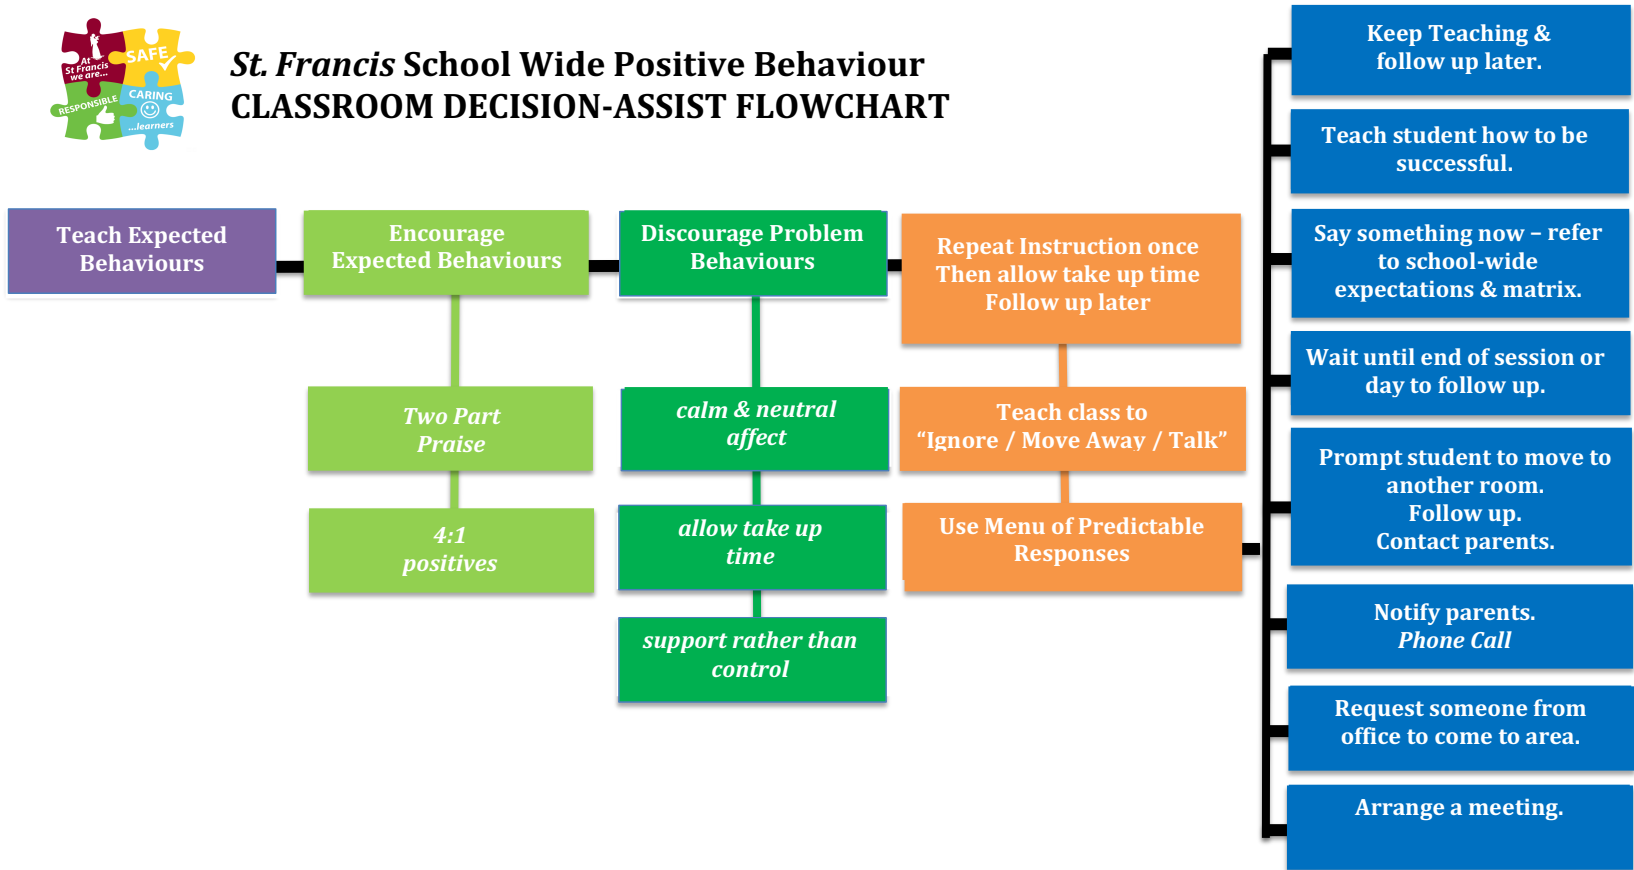 At
St Francis
we are...
SAFE
RESPONSIBLE
CARING
...learners
St. Francis School Wide Positive Behaviour
CLASSROOM DECISION-ASSIST FLOWCHART
Teach Expected
Behaviours
Encourage
Expected Behaviours
Two Part
Praise
4:1
positives
Discourage Problem
Behaviours
calm & neutral
affect
allow take up
time
support rather than
control
Repeat Instruction once
Then allow take up time
Follow up later
Teach class to
“Ignore / Move Away / Talk”
Use Menu of Predictable
Responses
Keep Teaching &
follow up later.
Teach student how to be
successful.
Say something now – refer
to school-wide
expectations & matrix.
Wait until end of session or
day to follow up.
Prompt student to move to
another room.
Follow up.
Contact parents.
Notify parents.
Phone Call
Request someone from
office to come to area.
Arrange a meeting.